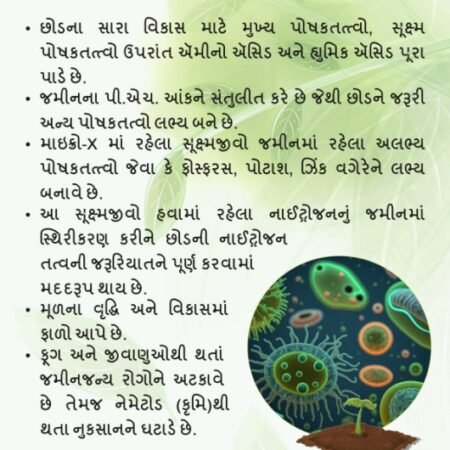 • છોડના સારા વિકાસ માટે મુખ્ય પોષકતત્ત્વો, સૂક્ષ્મ
પોષકતત્ત્વો ઉપરાંત ઍમીનો ઍસિડ અને હ્યુમિક ઍસિડ પૂરા
પાડે છે.
• જમીનના પી.એચ. આંકને સંતુલીત કરે છે જેથી છોડને જરૂરી
અન્ય પોષકતત્વો લભ્ય બને છે.
• માઇક્રો-X માં રહેલા સૂક્ષ્મજીવો જમીનમાં રહેલા અલભ્ય
પોષકતત્ત્વો જેવા કે ફોસ્ફરસ, પોટાશ, ઝિંક વગેરેને લભ્ય
બનાવે છે.
• આ સૂક્ષ્મજીવો હવામાં રહેલા નાઈટ્રોજનનું જમીનમાં
સ્થિરીકરણ કરીને છોડની નાઈટ્રોજન
તત્વની જરૂરિયાતને પૂર્ણ કરવામાં
મદદરૂપ થાય છે.
• મૂળના વૃદ્ધિ અને વિકાસમાં
ફાળો આપે છે.
• ફૂગ અને જીવાણુઓથી થતાં
જમીનજન્ય રોગોને અટકાવે
છે તેમજ નેમેટોડ (કૃમિ)થી
થતા નુકસાનને ઘટાડે છે.